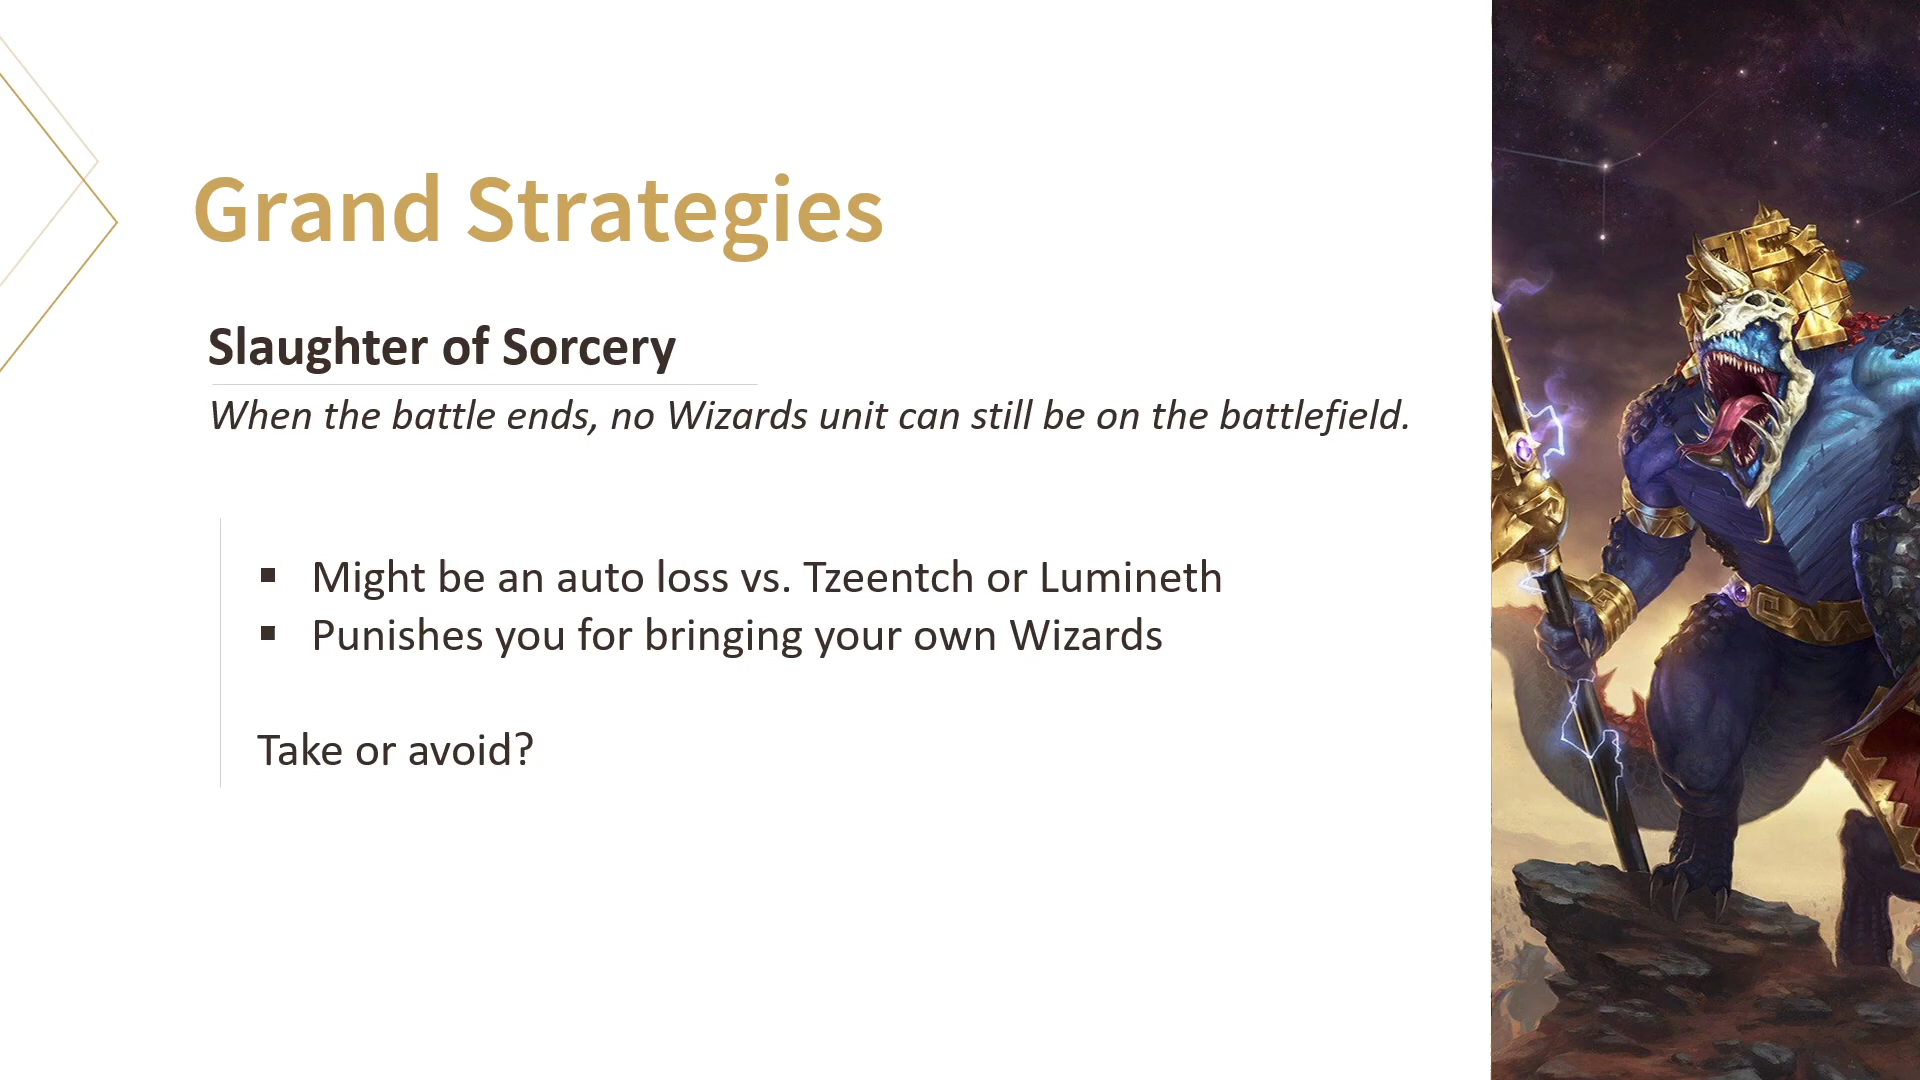 Grand Strategies
Slaughter of Sorcery
When the battle ends, no Wizards unit can still be on the battlefield.
▪ Might be an auto loss vs. Tzeentch or Lumineth
▪ Punishes you for bringing your own Wizards
Take or avoid?